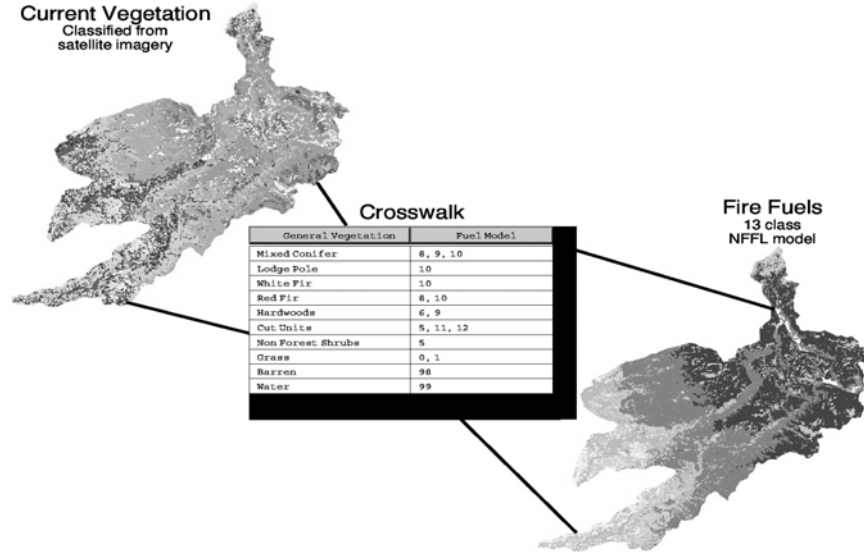 Current Vegetation
Classified from
satellite imagery
Crosswalk
General Vegetation Fuel Model
Mixed Conifer 8, 9, 10
Lodge Pole 10
White Fir 10
Red Fir 8, 10
Hardwoods 6, 9
Cut Units 5, 11, 12
Non Forest Shrubs 5
Grass 0, 1
Barren 98
Water 99
Fire Fuels
13 class
NFFL model